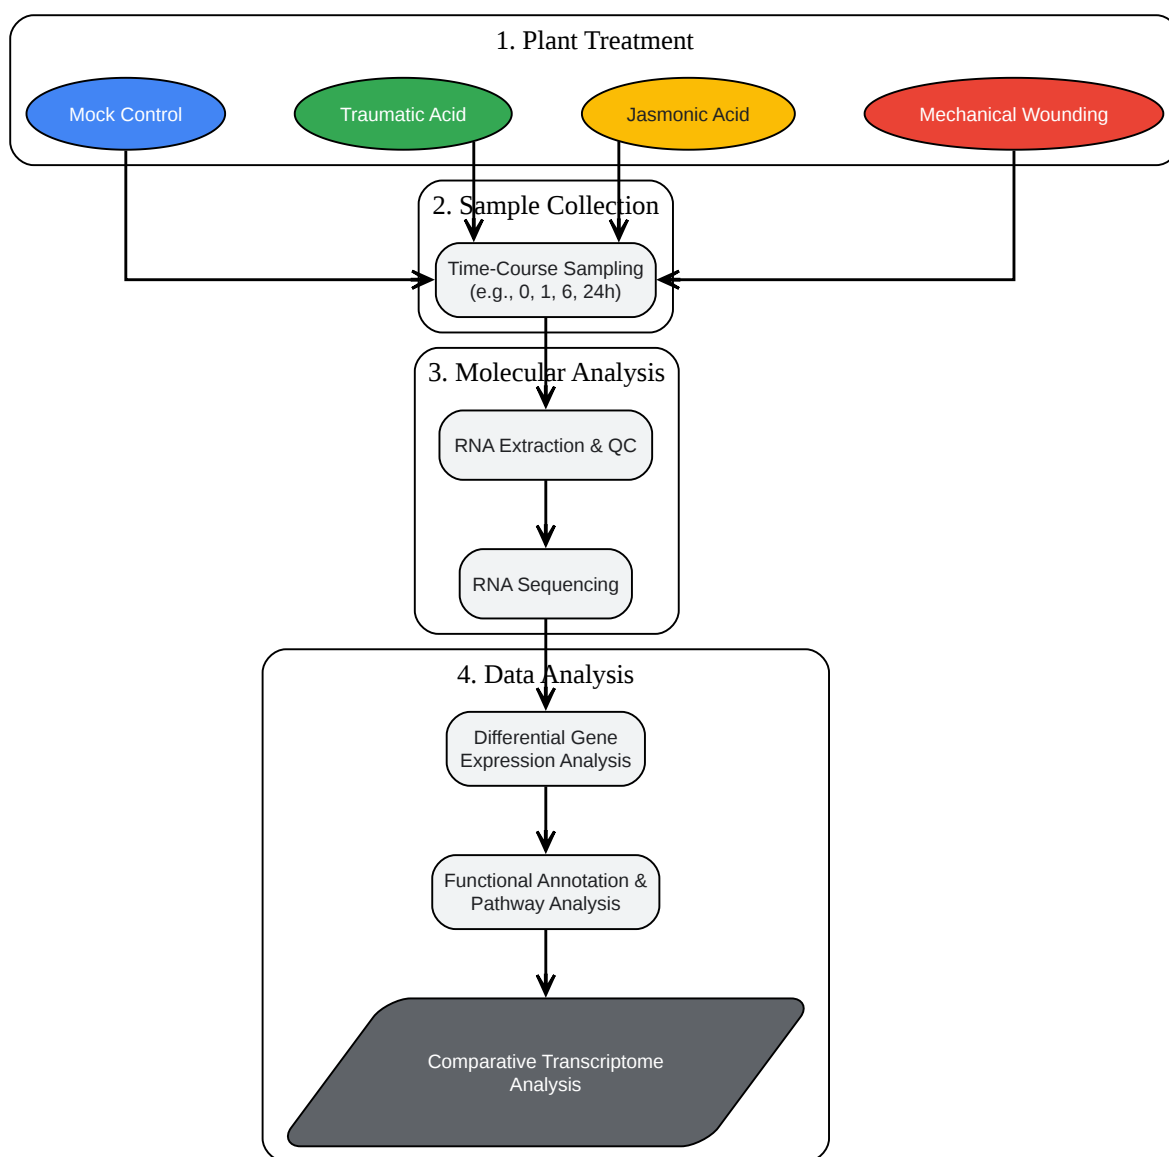 1. Plant Treatment
Mock Control
Traumatic Acid
Jasmonic Acid
Mechanical Wounding
2. Sample Collection
Time-Course Sampling
(e.g., 0, 1, 6, 24h)
3. Molecular Analysis
RNA Extraction & QC
RNA Sequencing
4. Data Analysis
Differential Gene
Expression Analysis
Functional Annotation &
Pathway Analysis
Comparative Transcriptome
Analysis